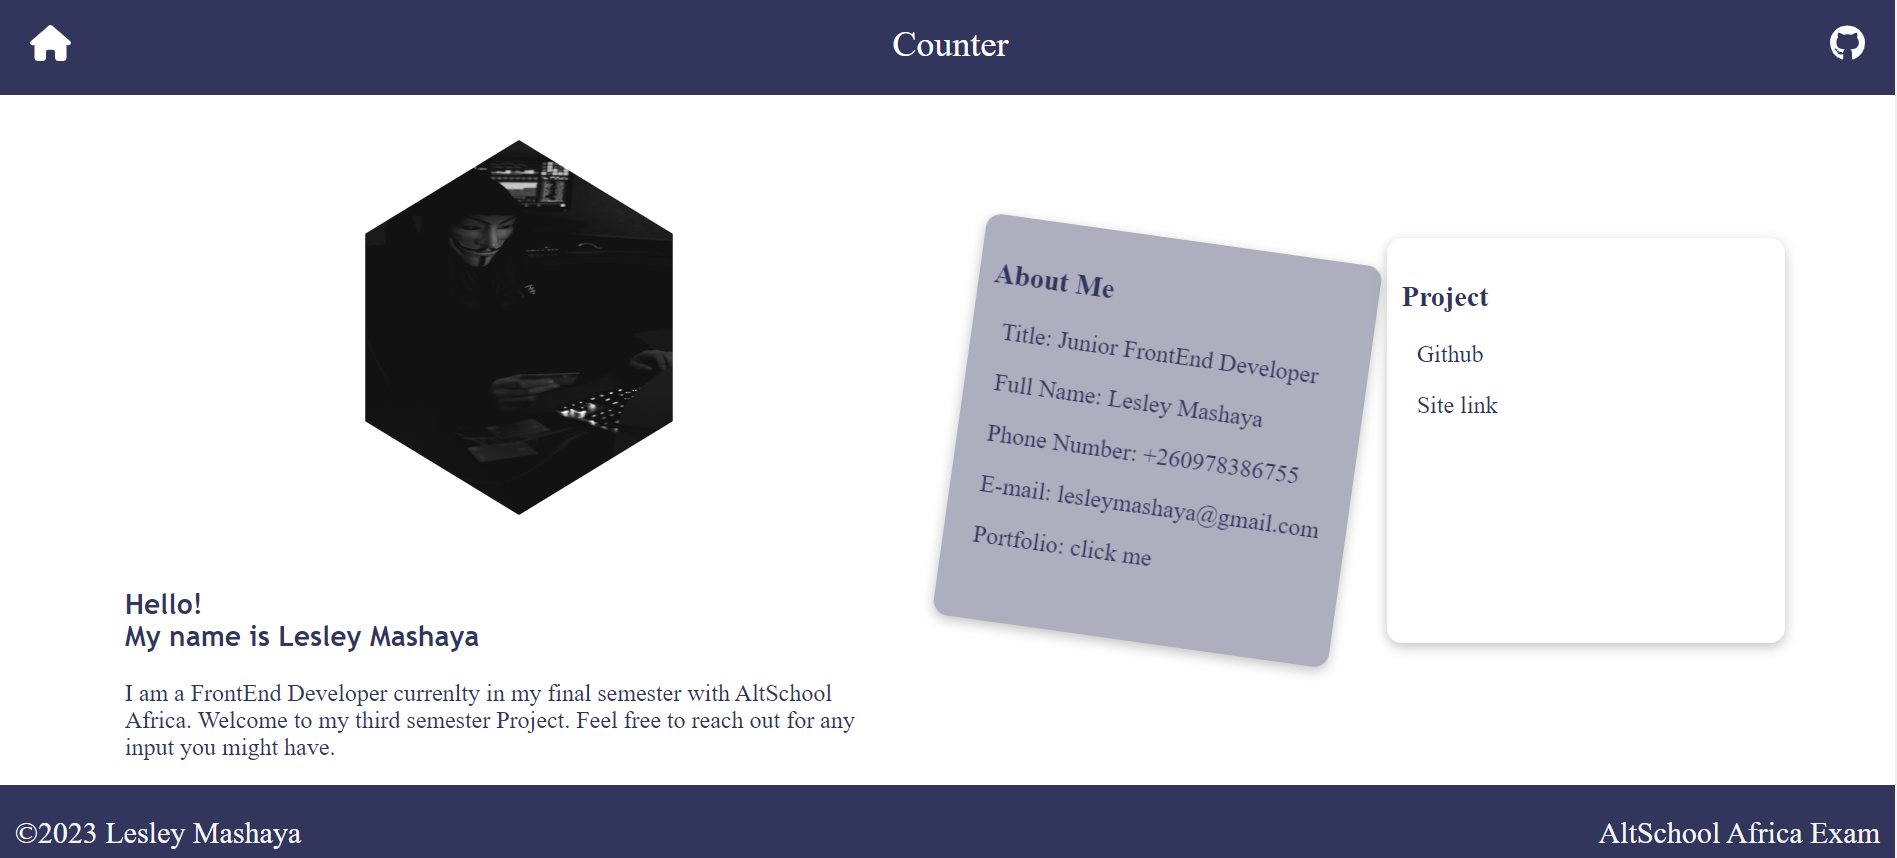 Counter
Hello!
My name is Lesley Mashaya
I am a FrontEnd Developer currenlty in my final semester with AltSchool
Africa. Welcome to my third semester Project. Feel free to reach out for any
input you might have.
About Me
Title: Junior FrontEnd Developer
Full Name: Lesley Mashaya
Phone Number: +260978386755
E-mail: lesleymashaya@gmail.com
Portfolio: click me
Project
Github
Site link
©2023 Lesley Mashaya
AltSchool Africa Exam